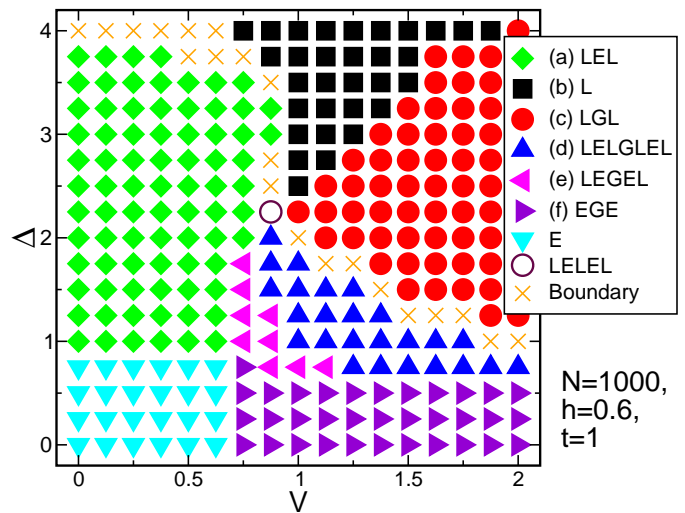 4
3
2
1
0
Δ
0
0.5
1
1.5
2
V
(a) LEL
(b) L
(c) LGL
(d) LELGLEL
(e) LEGEL
(f) EGE
E
LELEL
Boundary
N=1000,
h=0.6,
t=1